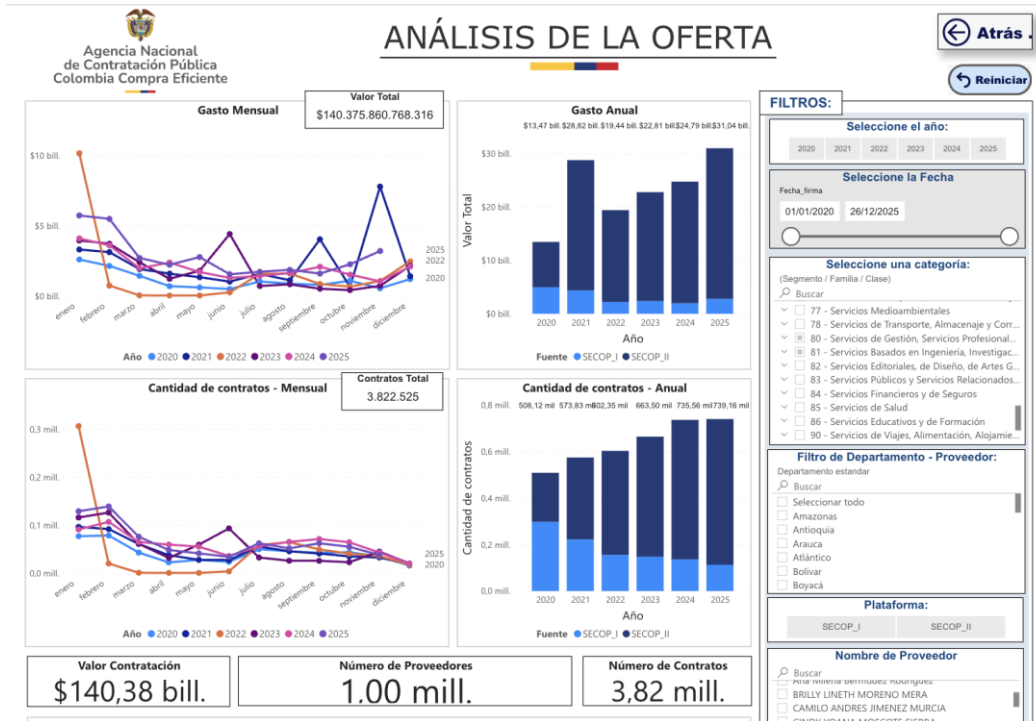 Agencia Nacional
de Contratación Pública
Colombia Compra Eficiente
ANÁLISIS DE LA OFERTA
Atrás .
Reiniciar
Gasto Mensual
Valor Total
$140.375.860.768.316
$10 bill.
$5 bill.
$0 bill.
2025
2022
2020
enero
febrero
marzo
abril
mayo
junio
julio
agosto
septiembre
octubre
noviembre
diciembre
Año 2020 2021 2022 2023 2024 2025
Gasto Anual
$13,47 bill. $28,82 bill. $19,44 bill. $22,81 bill. $24,79 bill. $31,04 bill.
Valor Total
$30 bill.
$20 bill.
$10 bill.
$0 bill.
2020 2021 2022 2023 2024 2025
Año
Fuente SECOP_I SECOP_II
Cantidad de contratos - Mensual
Contratos Total
3.822.525
0,3 mill.
0,2 mill.
0,1 mill.
0,0 mill.
2025
2020
enero
febrero
marzo
abril
mayo
junio
julio
agosto
septiembre
octubre
noviembre
diciembre
Año 2020 2021 2022 2023 2024 2025
Cantidad de contratos - Anual
508,12 mil 573,83 mil 602,35 mil 663,50 mil 735,56 mil 739,16 mil
Cantidad de contratos
0,8 mill.
0,6 mill.
0,4 mill.
0,2 mill.
0,0 mill.
2020 2021 2022 2023 2024 2025
Año
Fuente SECOP_I SECOP_II
Valor Contratación
$140,38 bill.
Número de Proveedores
1,00 mill.
Número de Contratos
3,82 mill.
FILTROS:
Seleccione el año:
2020 2021 2022 2023 2024 2025
Seleccione la Fecha
Fecha_firma
01/01/2020 26/12/2025
Seleccione una categoria:
(Segmento / Familia / Clase)
Buscar
77 - Servicios Medioambientales
78 - Servicios de Transporte, Almacenaje y Corr...
80 - Servicios de Gestión, Servicios Profesional...
81 - Servicios Basados en Ingeniería, Investigac...
82 - Servicios Editoriales, de Diseño, de Artes G...
83 - Servicios Públicos y Servicios Relacionados...
84 - Servicios Financieros y de Seguros
85 - Servicios de Salud
86 - Servicios Educativos y de Formación
90 - Servicios de Viajes, Alimentación, Alojamie...
Filtro de Departamento - Proveedor:
Departamento estandar
Buscar
Seleccionar todo
Amazonas
Antioquia
Arauca
Atlántico
Bolívar
Boyacá
Plataforma:
SECOP_I SECOP_II
Nombre de Proveedor
Buscar
BRILLY LINETH MORENO MERA
CAMILO ANDRES JIMENEZ MURCIA